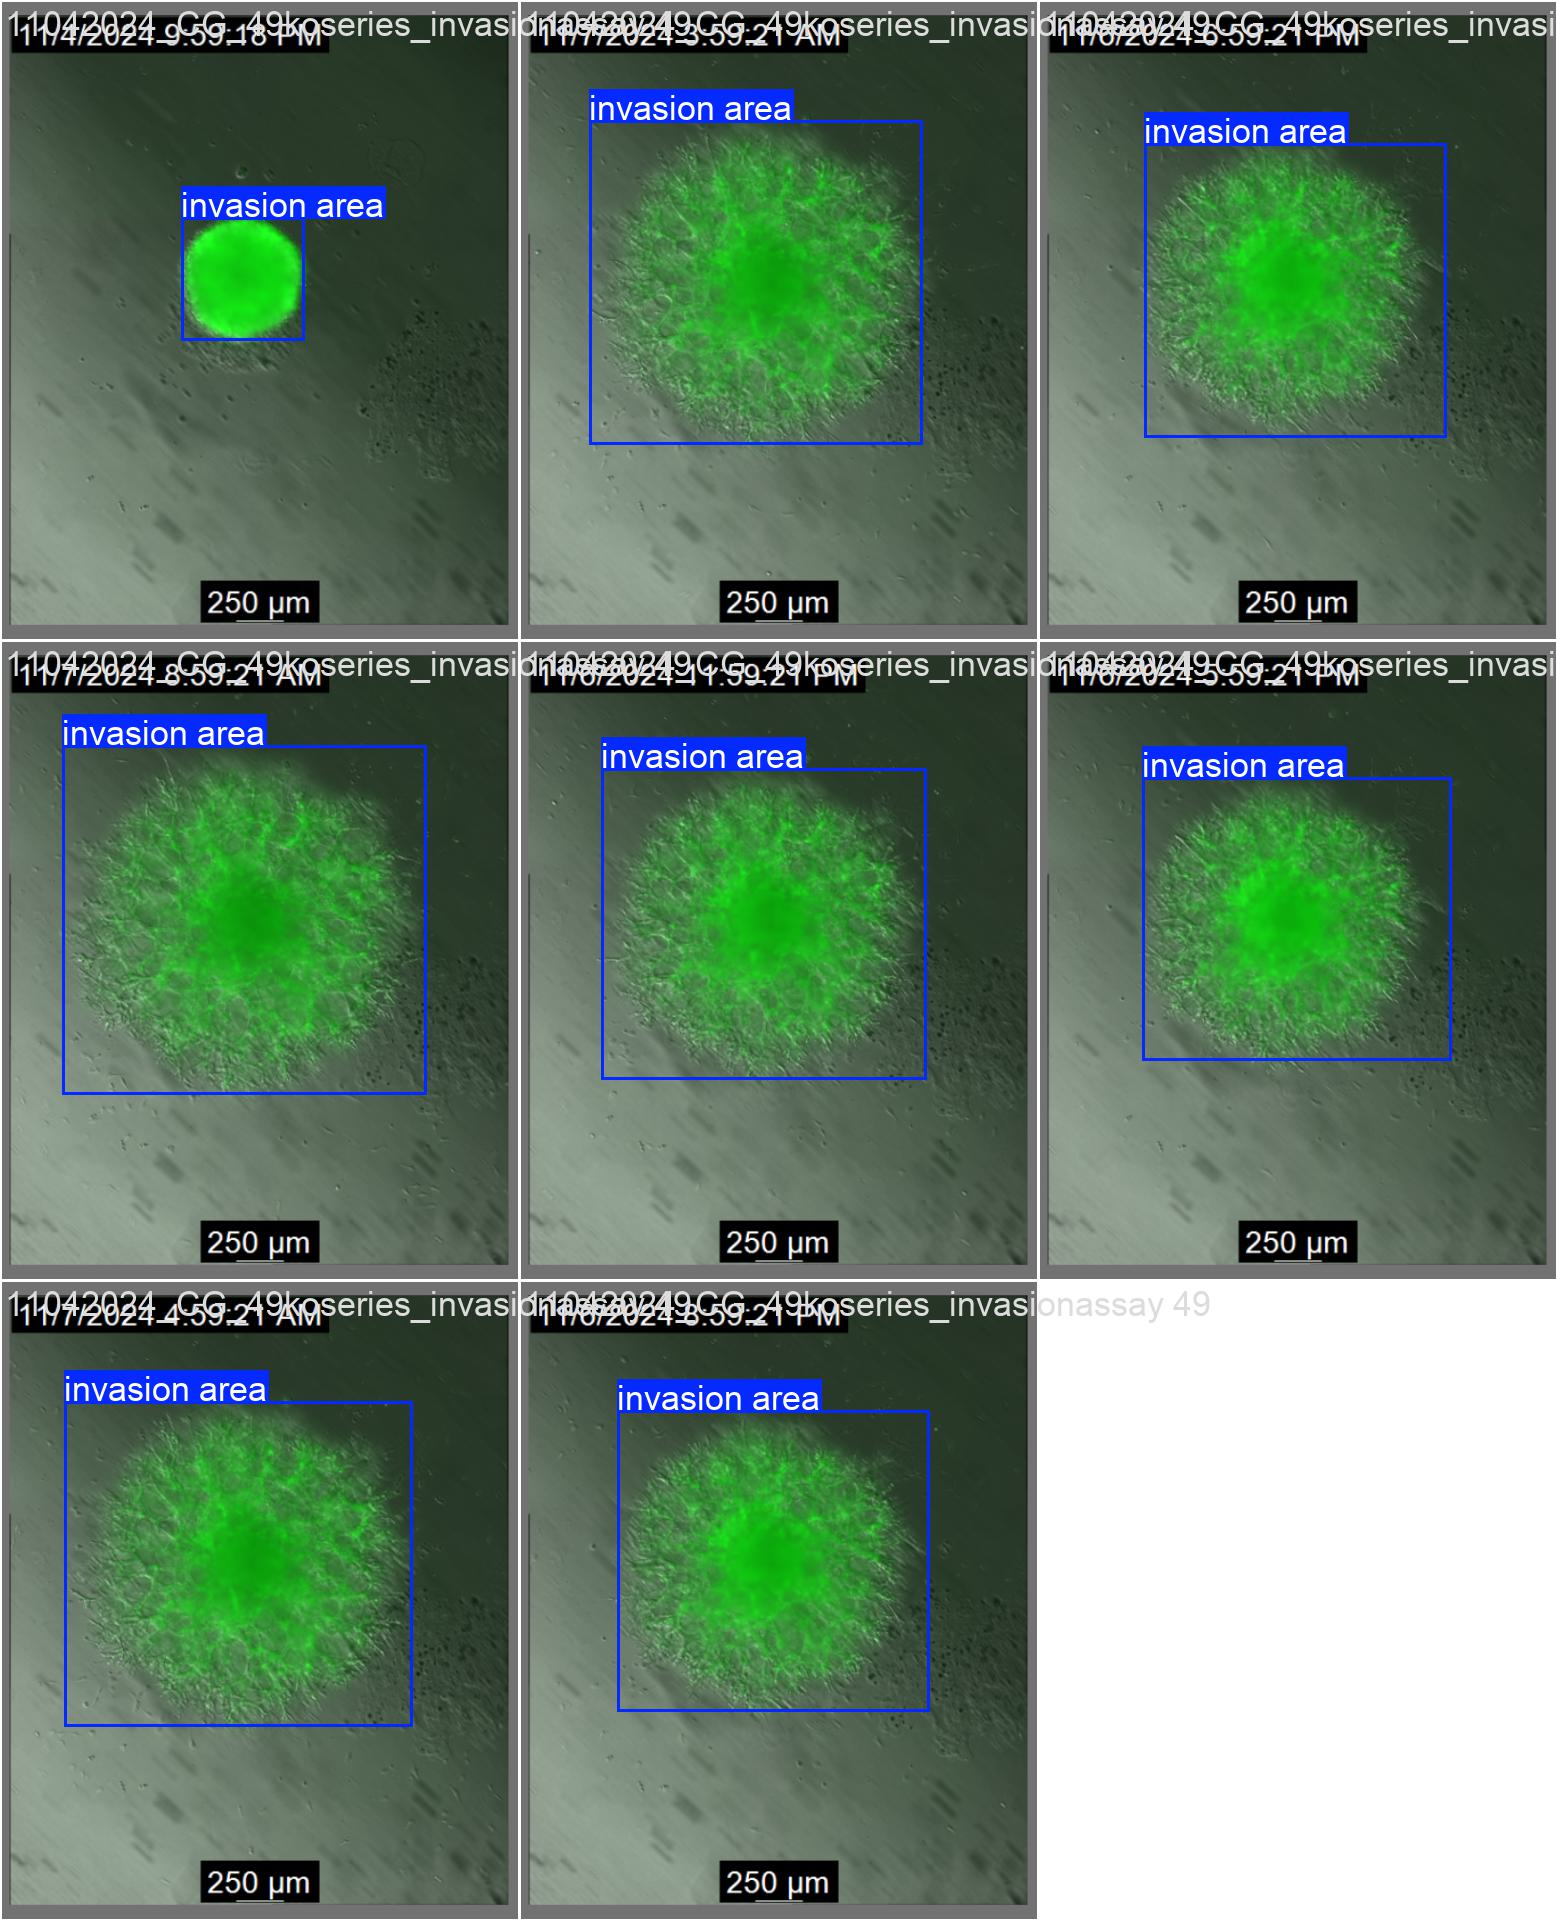 11042024_CG_49koseries_invasionassay 49
11/4/2024 9:59:18 PM
invasion area
250 µm
11042024_CG_49koseries_invasionassay 49
11/7/2024 3:59:21 AM
invasion area
250 µm
11042024_CG_49koseries_invasi
11/6/2024 6:59:21 PM
invasion area
250 µm
11042024_CG_49koseries_invasionassay 49
11/7/2024 8:59:21 AM
invasion area
250 µm
11042024_CG_49koseries_invasionassay 49
11/6/2024 11:59:21 PM
invasion area
250 µm
11042024_CG_49koseries_invasi
11/6/2024 5:59:21 PM
invasion area
250 µm
11042024_CG_49koseries_invasionassay 49
11/7/2024 4:59:21 AM
invasion area
250 µm
11042024_CG_49koseries_invasionassay 49
11/6/2024 8:59:21 PM
invasion area
250 µm